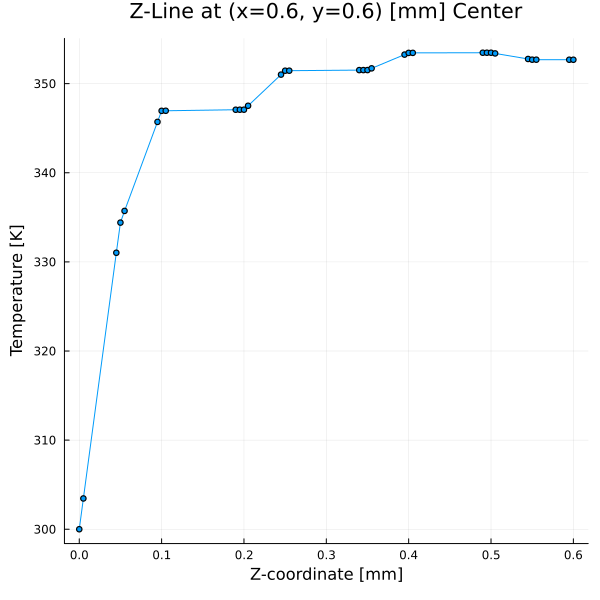 Z-Line at (x=0.6, y=0.6) [mm] Center
Temperature [K]
350
340
330
320
310
300
0.0 0.1 0.2 0.3 0.4 0.5 0.6
Z-coordinate [mm]